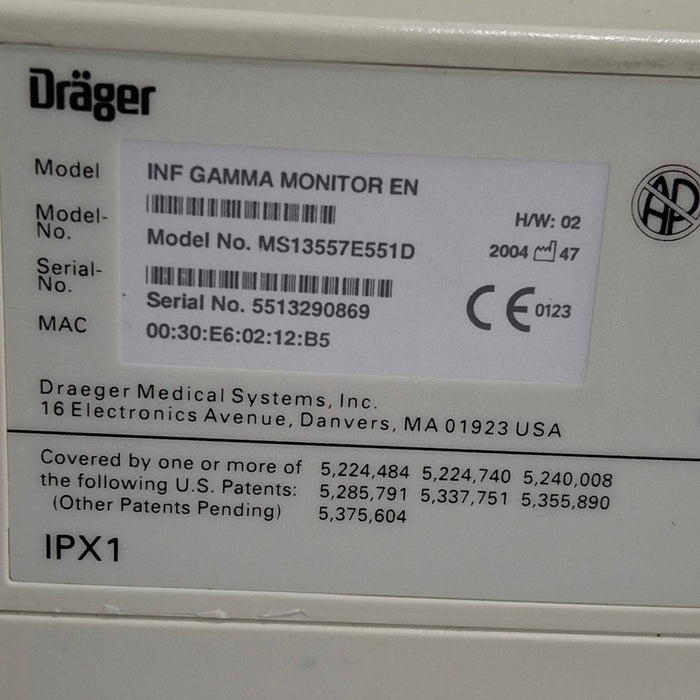 Dräger
Model INF GAMMA MONITOR EN
H/W: 02
Model-
No. Model No. MS13557E551D
2004 47
Serial-
No. Serial No. 5513290869
CE 0123
MAC 00:30:E6:02:12:B5
Draeger Medical Systems, Inc.
16 Electronics Avenue, Danvers, MA 01923 USA
Covered by one or more of 5,224,484 5,224,740 5,240,008
the following U.S. Patents: 5,285,791 5,337,751 5,355,890
(Other Patents Pending) 5,375,604
IPX1